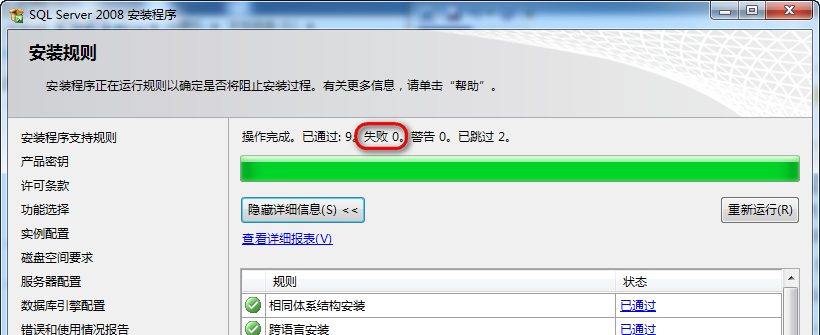 SQL Server 2008 安装程序
安装规则
安装程序正在运行规则以确定是否将阻止安装过程。有关更多信息，请单击“帮助”。
安装程序支持规则
产品密钥
许可条款
功能选择
实例配置
磁盘空间要求
服务器配置
数据库引擎配置
错误和使用情况报告
操作完成。已通过: 9。失败 0。警告 0。已跳过 2。
隐藏详细信息(S) <<
重新运行(R)
查看详细报表(V)
规则 状态
相同体系结构安装 已通过
跨语言安装 已通过